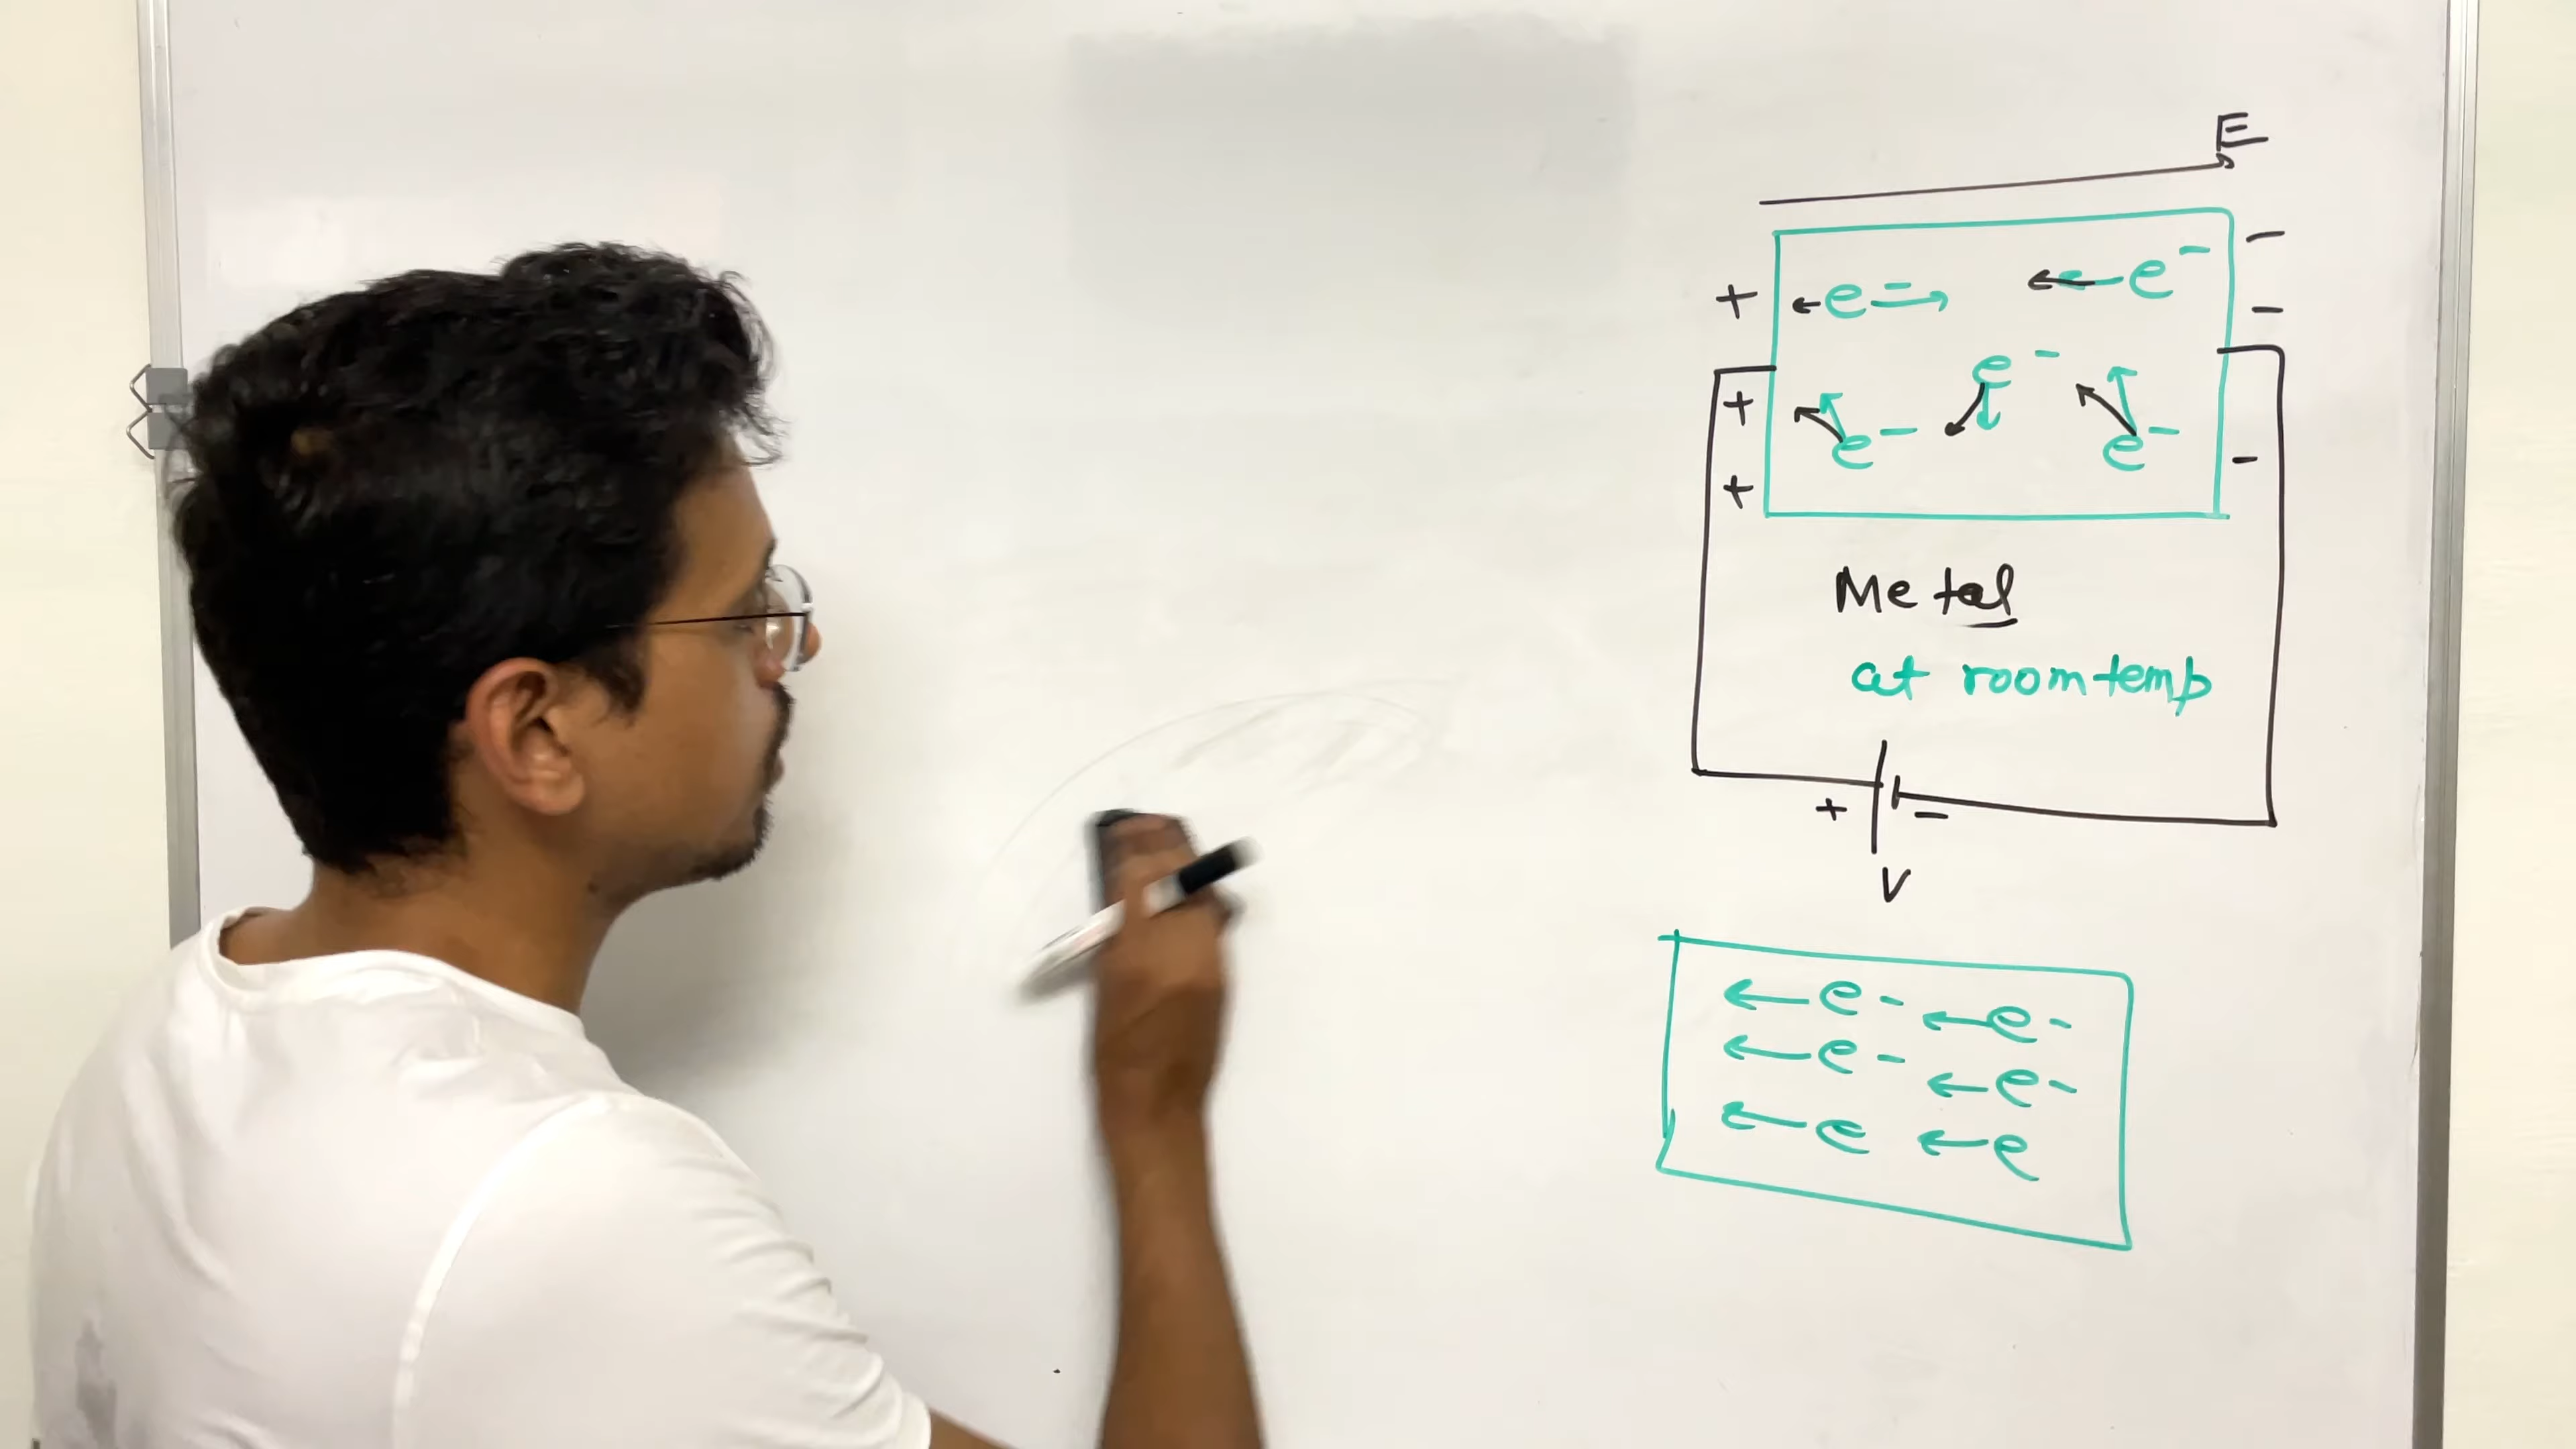 E
+ e- e- -
-
+ e- e- e- -
+
Metal
at room temp
+ -
V
e- e-
e- e-
e e